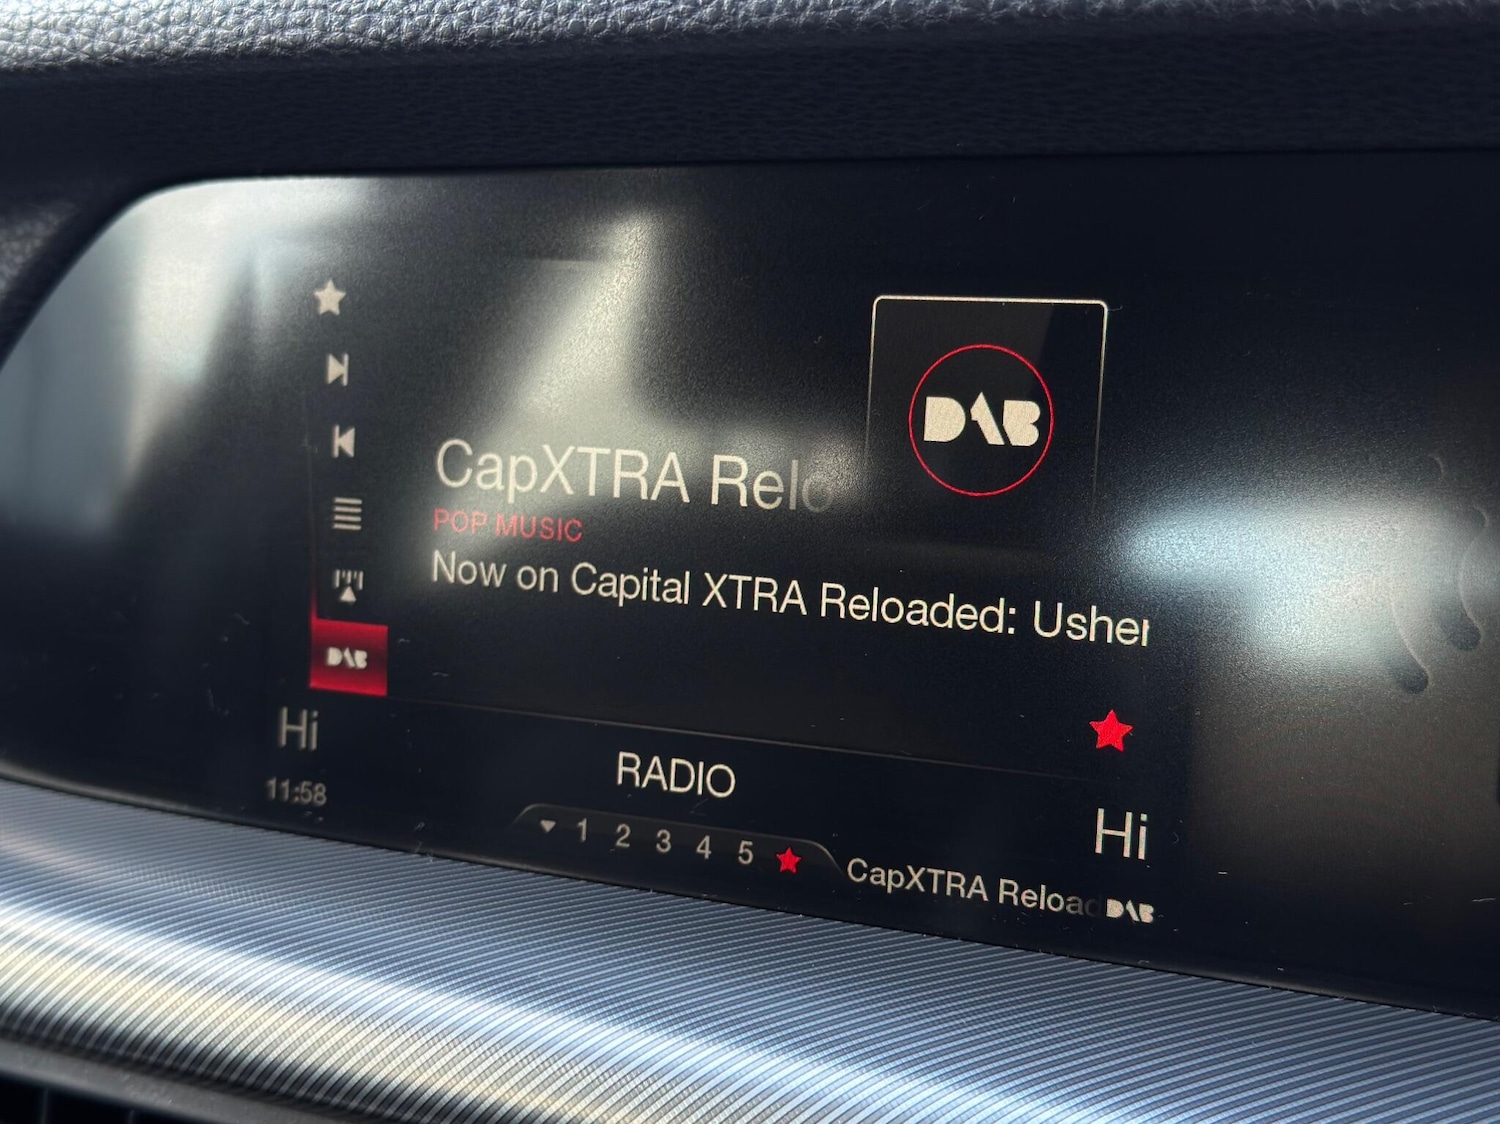 DAB
CapXTRA Relo
POP MUSIC
Now on Capital XTRA Reloaded: Usher
DAB
Hi
11:58
RADIO
1 2 3 4 5
Hi
CapXTRA Reload DAB